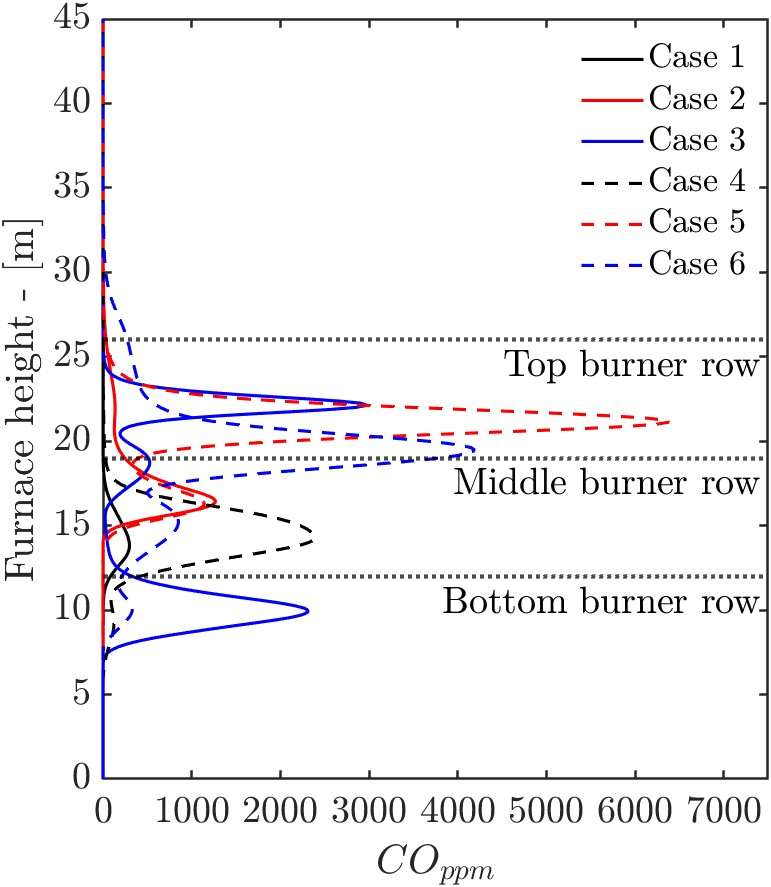 45
40
35
30
25
20
15
10
5
0
Furnace height - [m]
Case 1
Case 2
Case 3
Case 4
Case 5
Case 6
Top burner row
Middle burner row
Bottom burner row
0 1000 2000 3000 4000 5000 6000 7000
CO_ppm